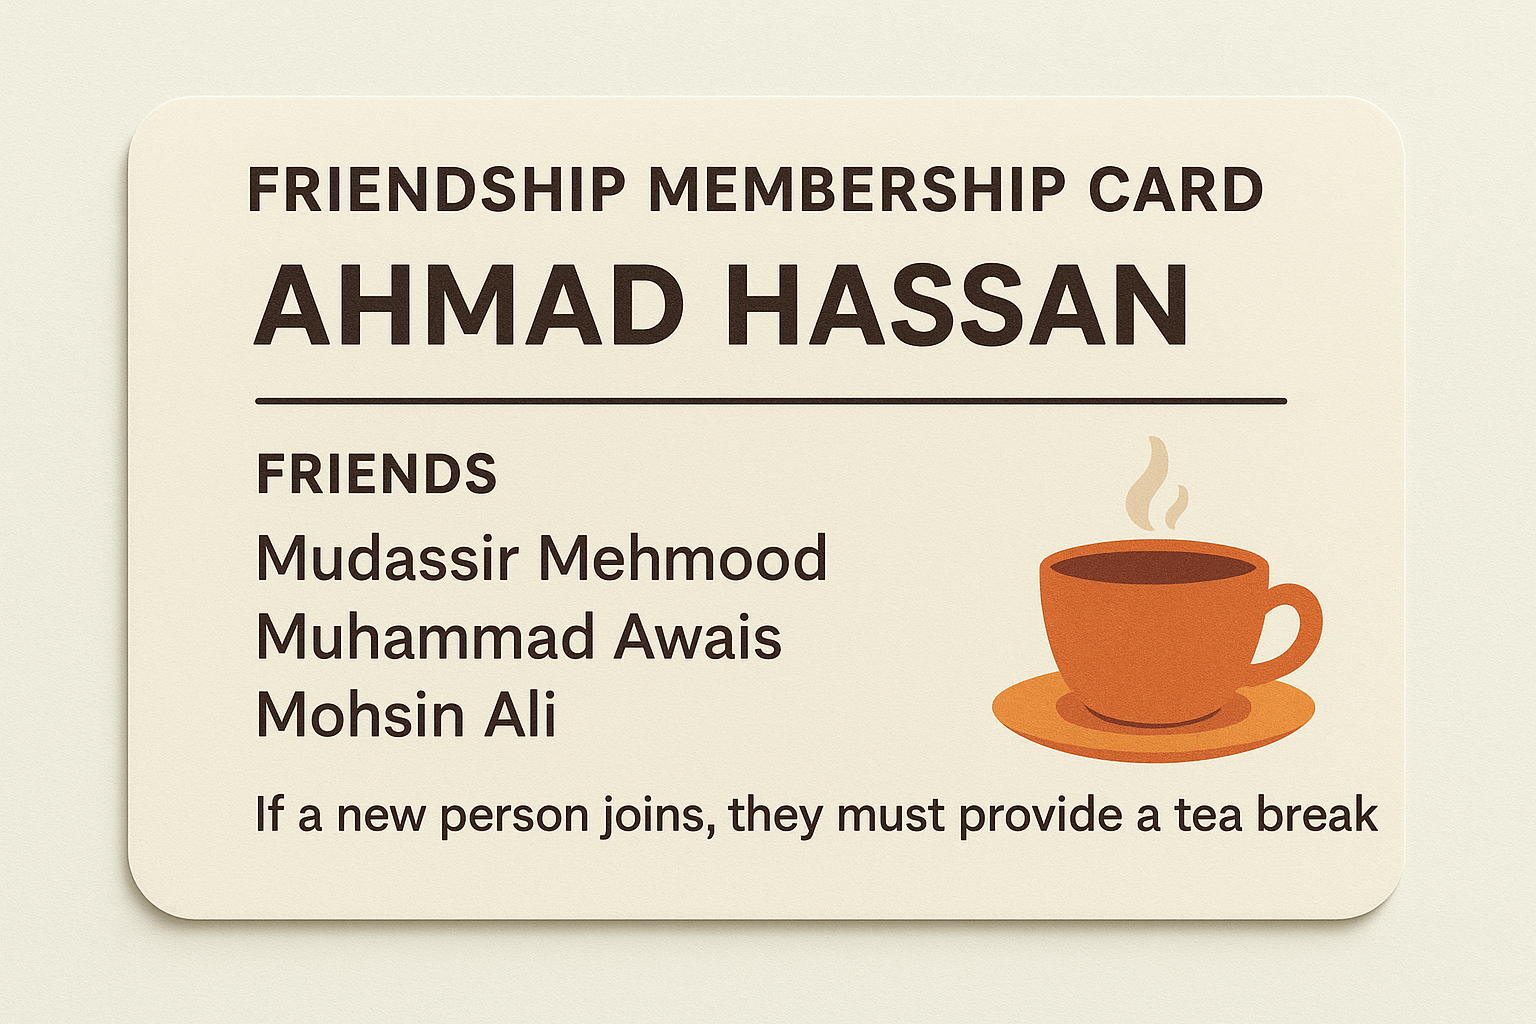 FRIENDSHIP MEMBERSHIP CARD
AHMAD HASSAN
FRIENDS
Mudassir Mehmood
Muhammad Awais
Mohsin Ali
If a new person joins, they must provide a tea break